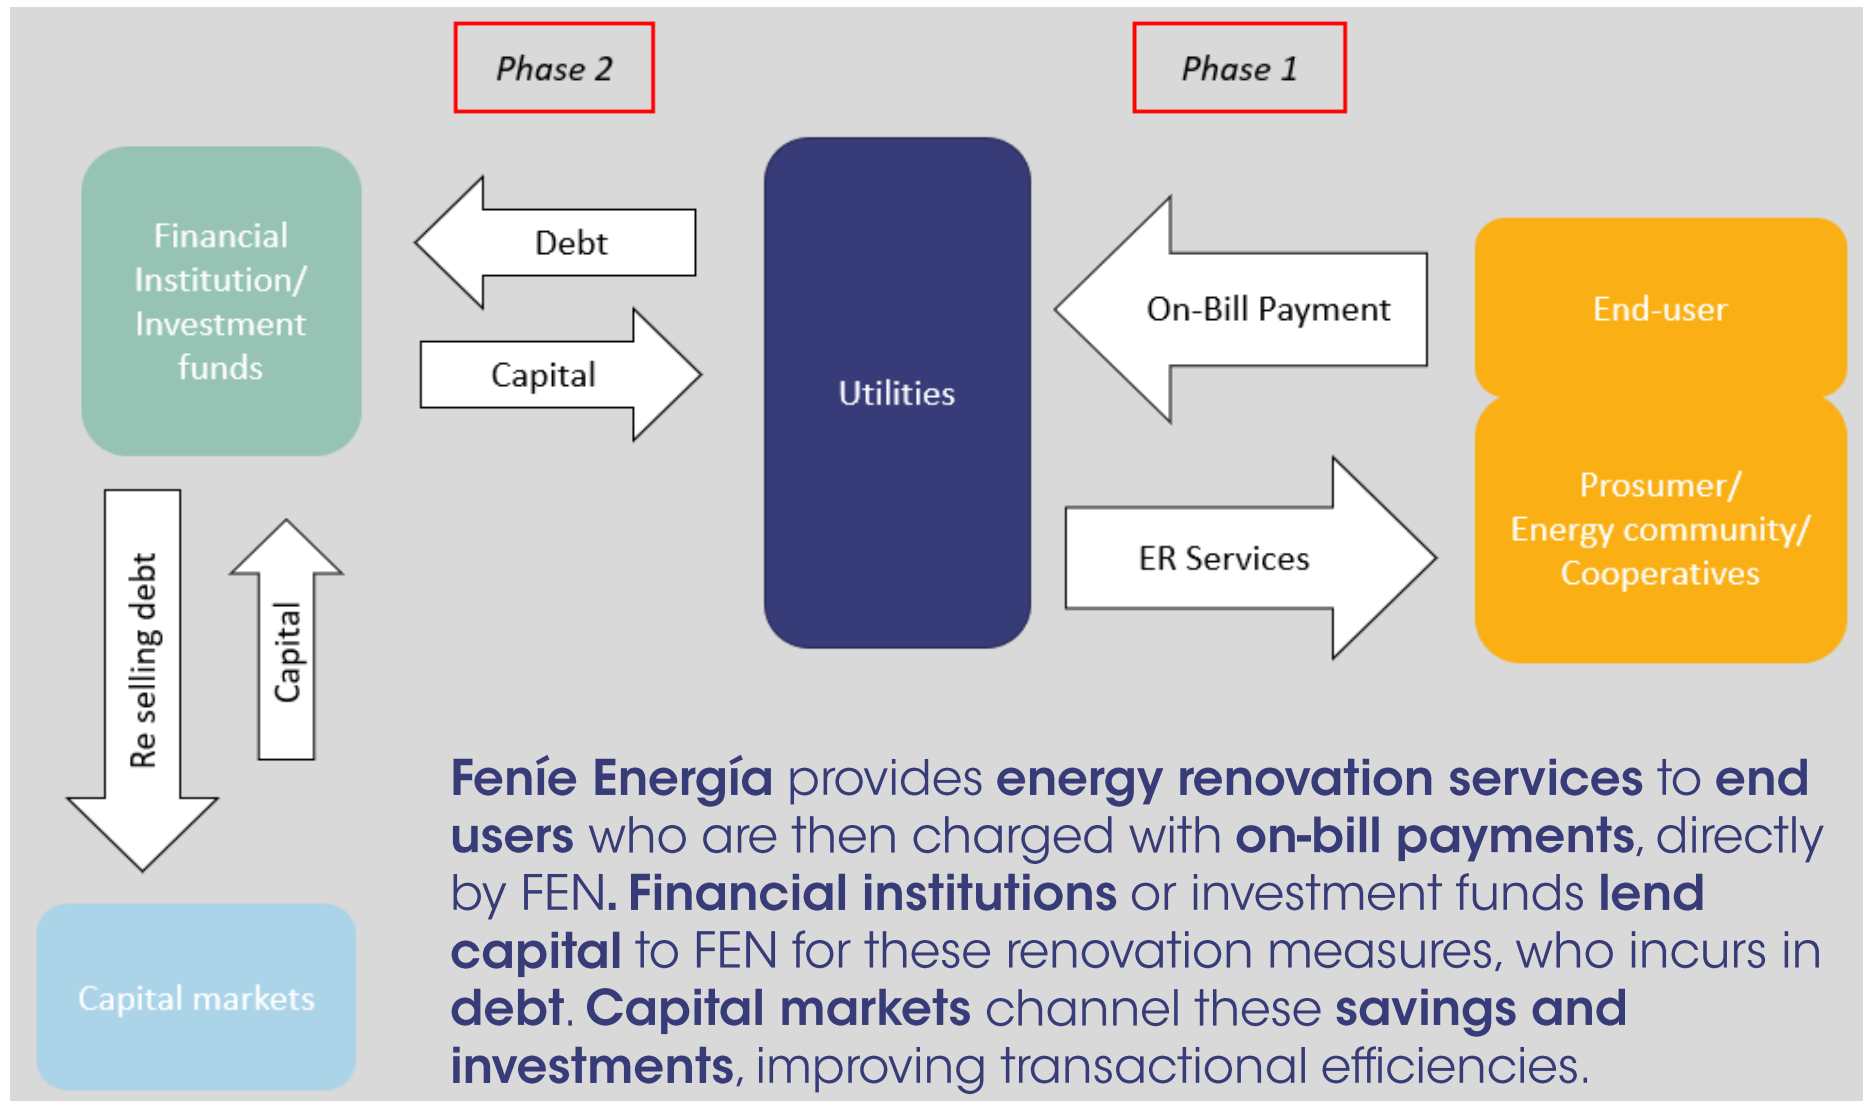 Phase 2
Phase 1
Financial
Institution/
Investment
funds
Debt
Capital
Utilities
On-Bill Payment
ER Services
End-user
Prosumer/
Energy community/
Cooperatives
Re selling debt
Capital
Capital markets
Feníe Energía provides energy renovation services to end
users who are then charged with on-bill payments, directly
by FEN. Financial institutions or investment funds lend
capital to FEN for these renovation measures, who incurs in
debt. Capital markets channel these savings and
investments, improving transactional efficiencies.